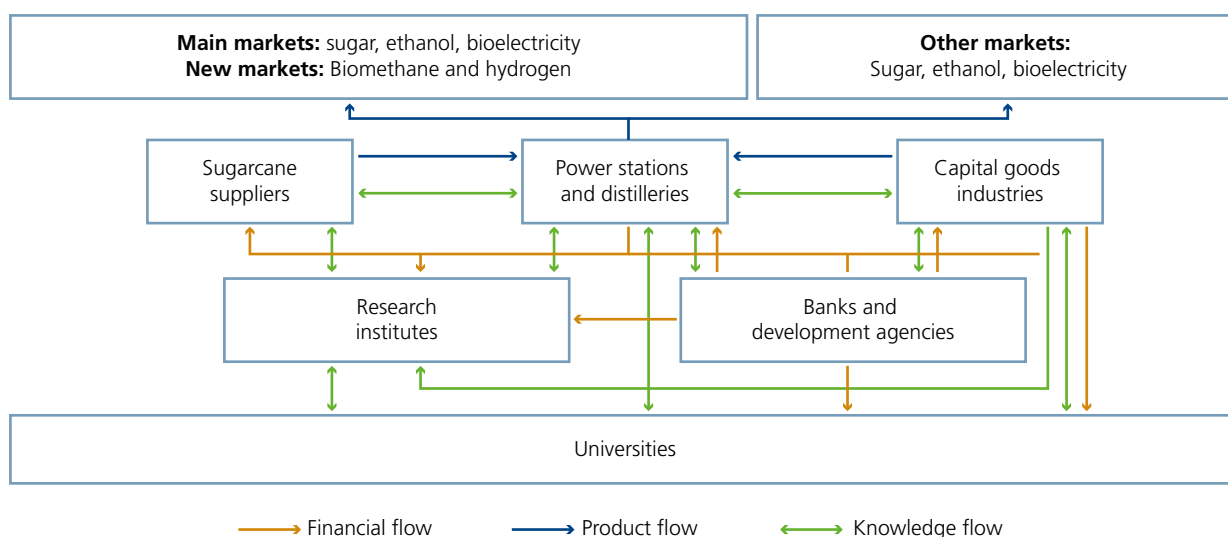 Main markets: sugar, ethanol, bioelectricity
New markets: Biomethane and hydrogen
Other markets:
Sugar, ethanol, bioelectricity
Sugarcane
suppliers
Power stations
and distilleries
Capital goods
industries
Research
institutes
Banks and
development agencies
Universities
Financial flow
Product flow
Knowledge flow